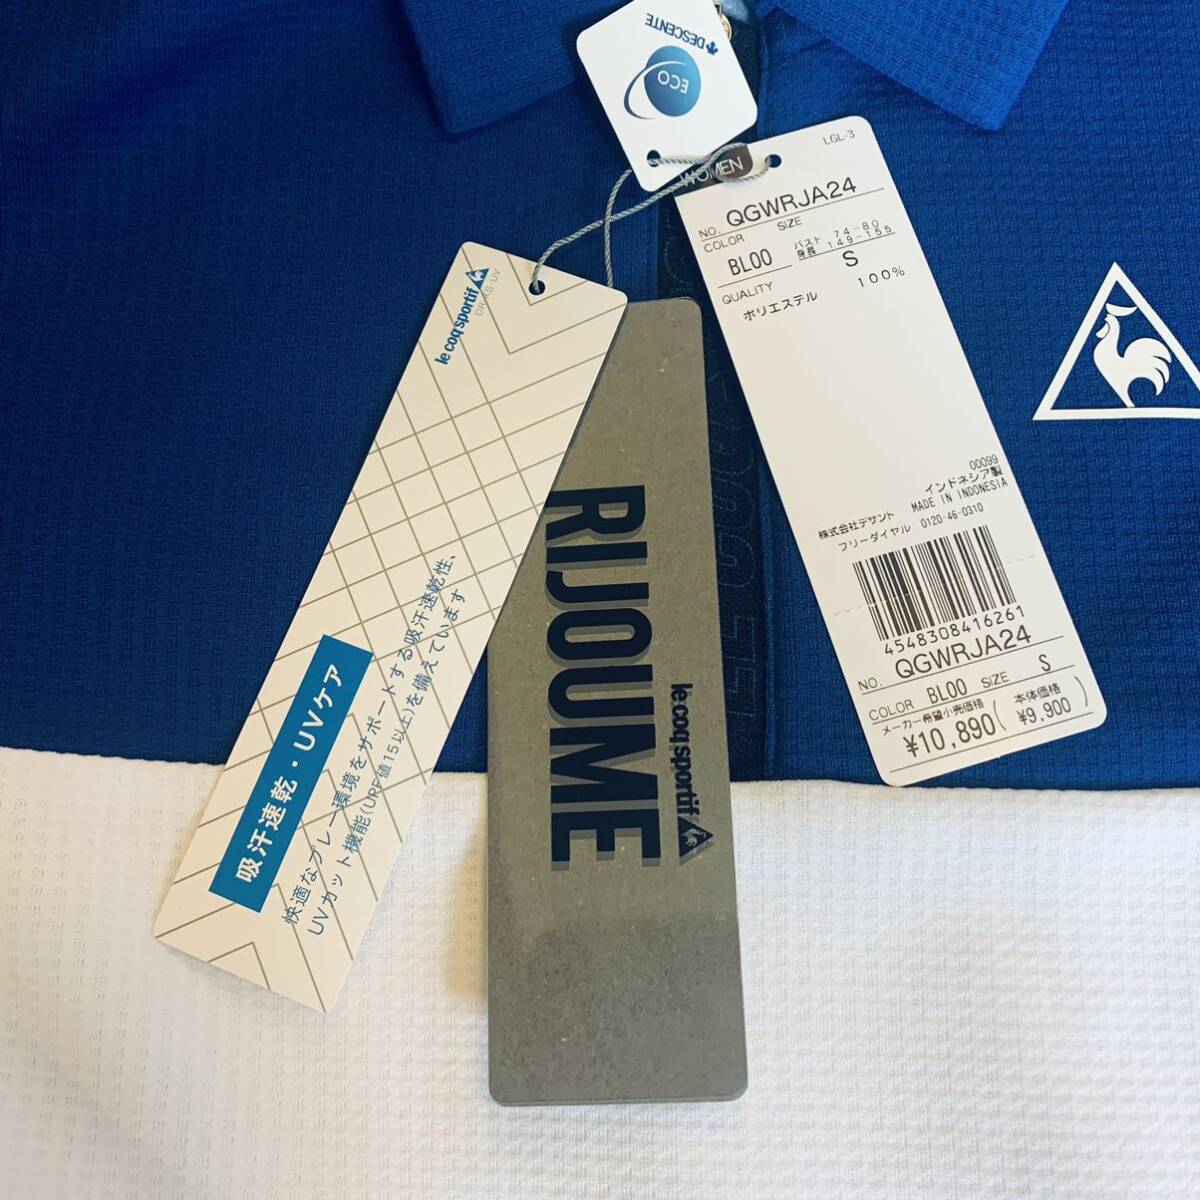 DESCENTE
ECO
WOMEN
LGL-3
NO. QGWRJA24
COLOR SIZE
BL00
バスト 74-80
身長 149-155
S
QUALITY
ポリエステル 100%
00099
インドネシア製
MADE IN INDONESIA
株式会社デサント
フリーダイヤル 0120-46-0310
4548308416261
NO. QGWRJA24
COLOR BL00 SIZE S
メーカー希望小売価格 (本体価格
¥10,890 ¥9,900)
le coq sportif
DRY KS·UV
吸汗速乾・UVケア
快適なプレー環境をサポートする吸汗速乾性、
UVカット機能(UPF値15以上)を備えています
RIJOUME
le coq sportif